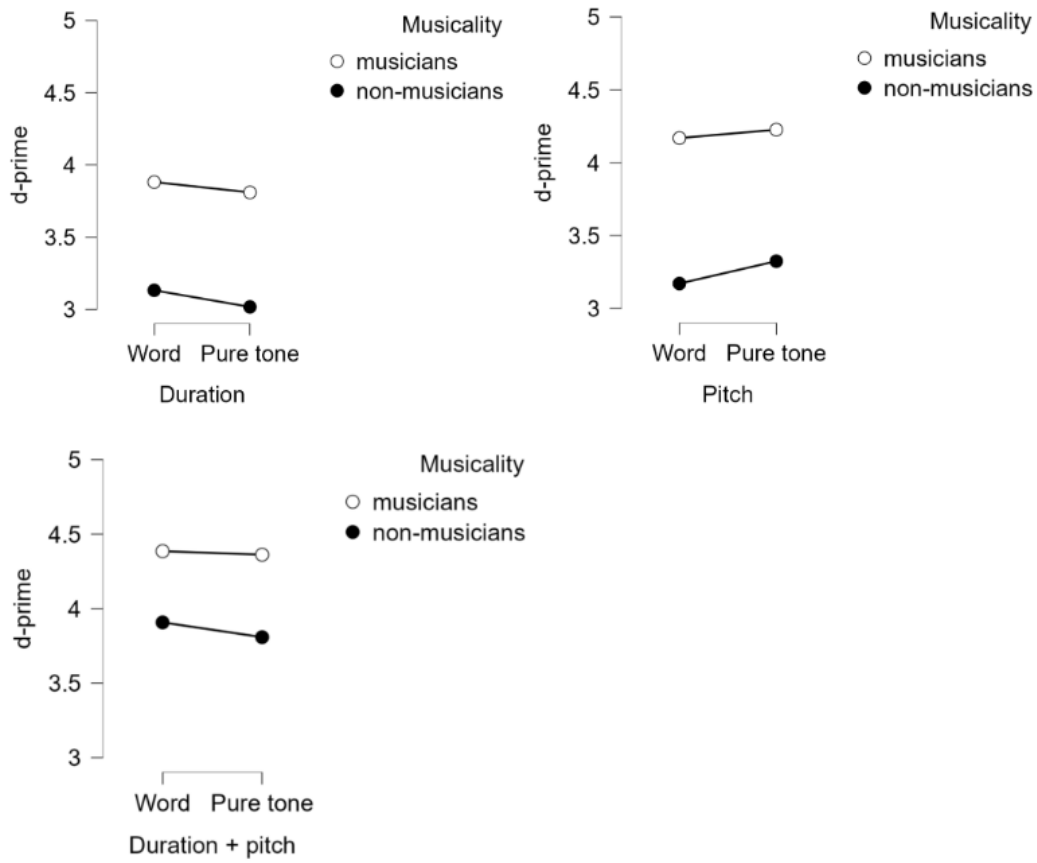 Musicality
musicians
non-musicians
d-prime
5
4.5
4
3.5
3
Word Pure tone
Duration
Musicality
musicians
non-musicians
d-prime
5
4.5
4
3.5
3
Word Pure tone
Pitch
Musicality
musicians
non-musicians
d-prime
5
4.5
4
3.5
3
Word Pure tone
Duration + pitch